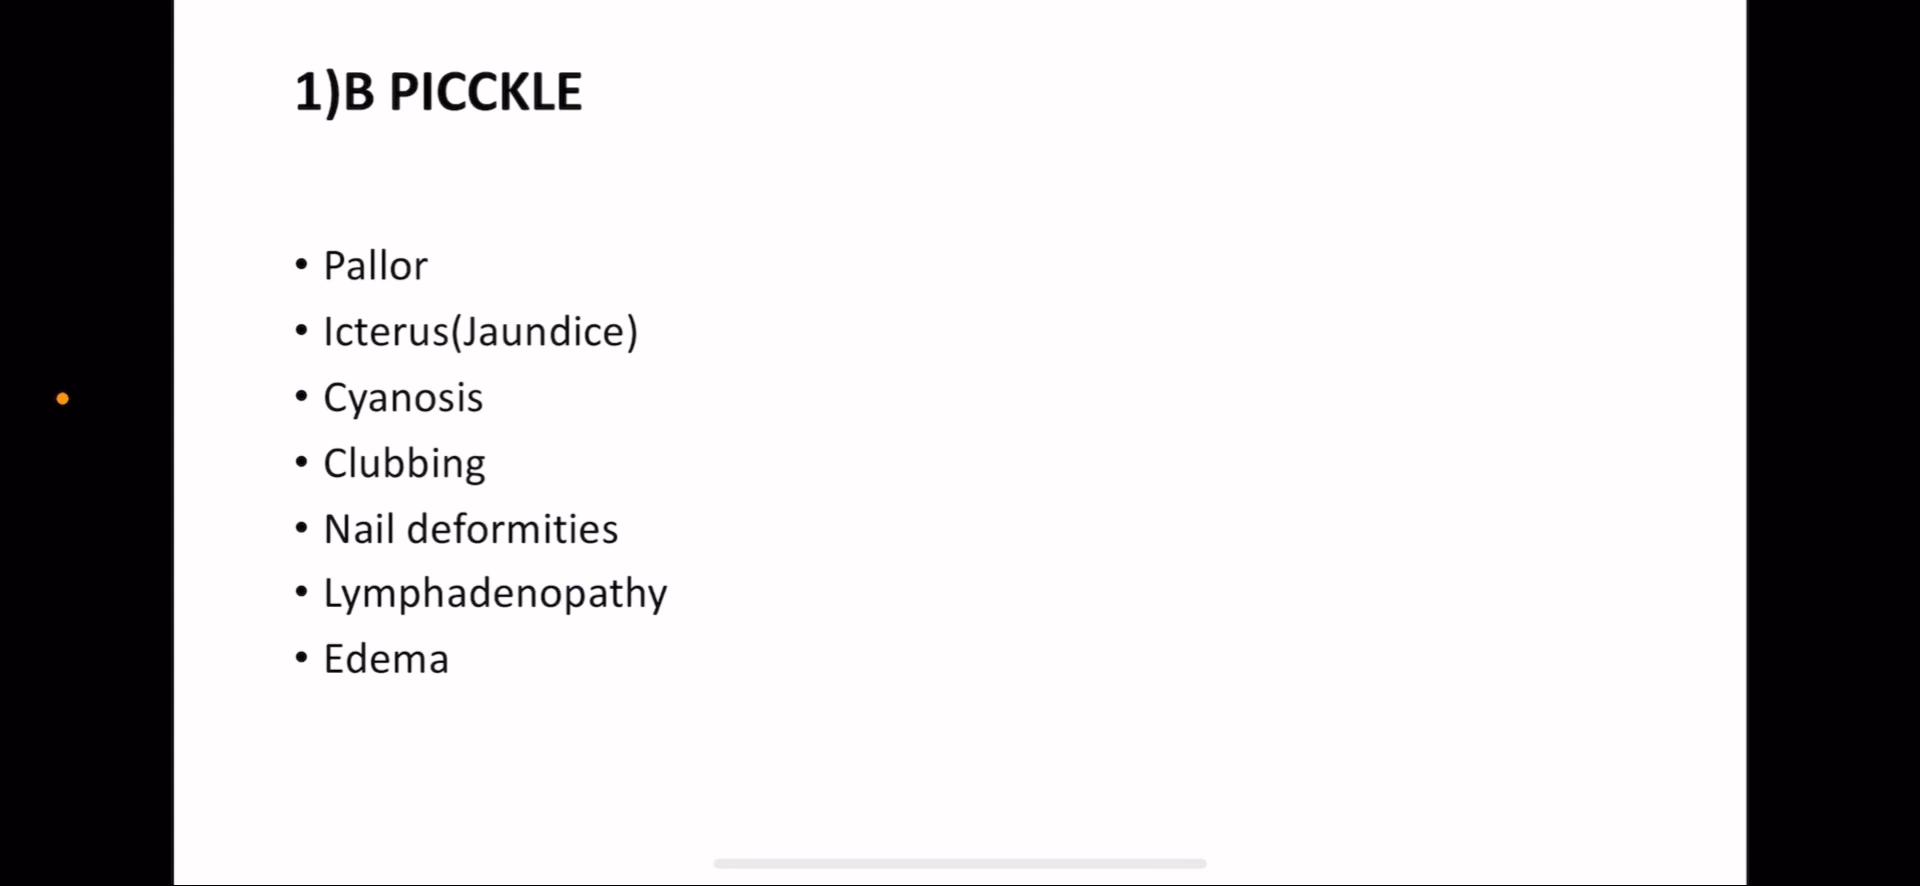 1)B PICCKLE
• Pallor
• Icterus(Jaundice)
• Cyanosis
• Clubbing
• Nail deformities
• Lymphadenopathy
• Edema